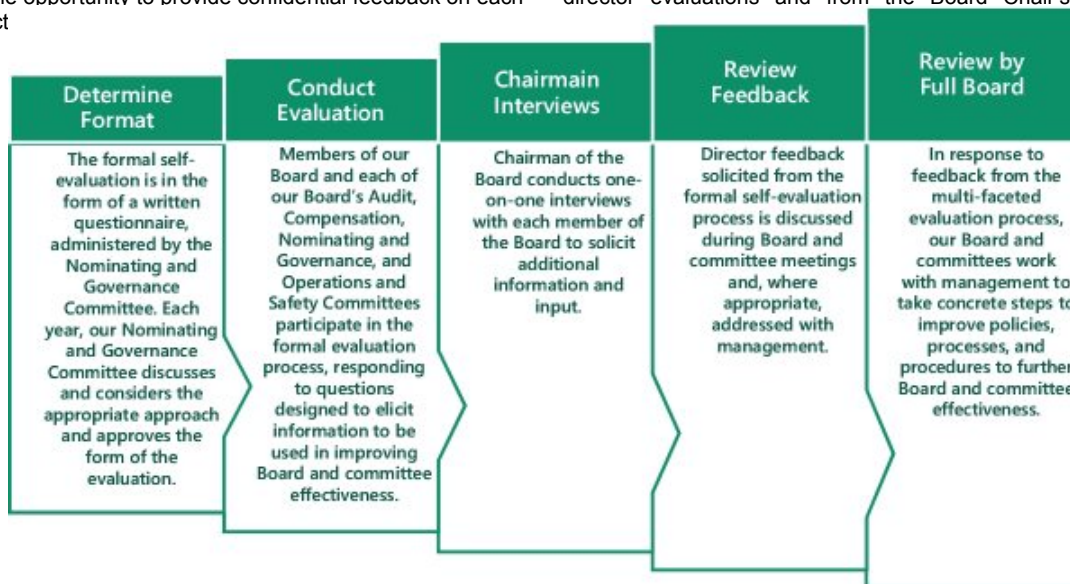 opportunity to provide confidential feedback on each
director evaluations and from the Board Chair's
Determine
Format
The formal self-
evaluation is in the
form of a written
questionnaire,
administered by the
Nominating and
Governance
Committee. Each
year, our Nominating
and Governance
Committee discusses
and considers the
appropriate approach
and approves the
form of the
evaluation.
Conduct
Evaluation
Members of our
Board and each of
our Board's Audit,
Compensation,
Nominating and
Governance, and
Operations and
Safety Committees
participate in the
formal evaluation
process, responding
to questions
designed to elicit
information to be
used in improving
Board and committee
effectiveness.
Chairmain
Interviews
Chairman of the
Board conducts one-
on-one interviews
with each member of
the Board to solicit
additional
information and
input.
Review
Feedback
Director feedback
solicited from the
formal self-evaluation
process is discussed
during Board and
committee meetings
and, where
appropriate,
addressed with
management.
Review by
Full Board
In response to
feedback from the
multi-faceted
evaluation process,
our Board and
committees work
with management to
take concrete steps to
improve policies,
processes, and
procedures to further
Board and committee
effectiveness.